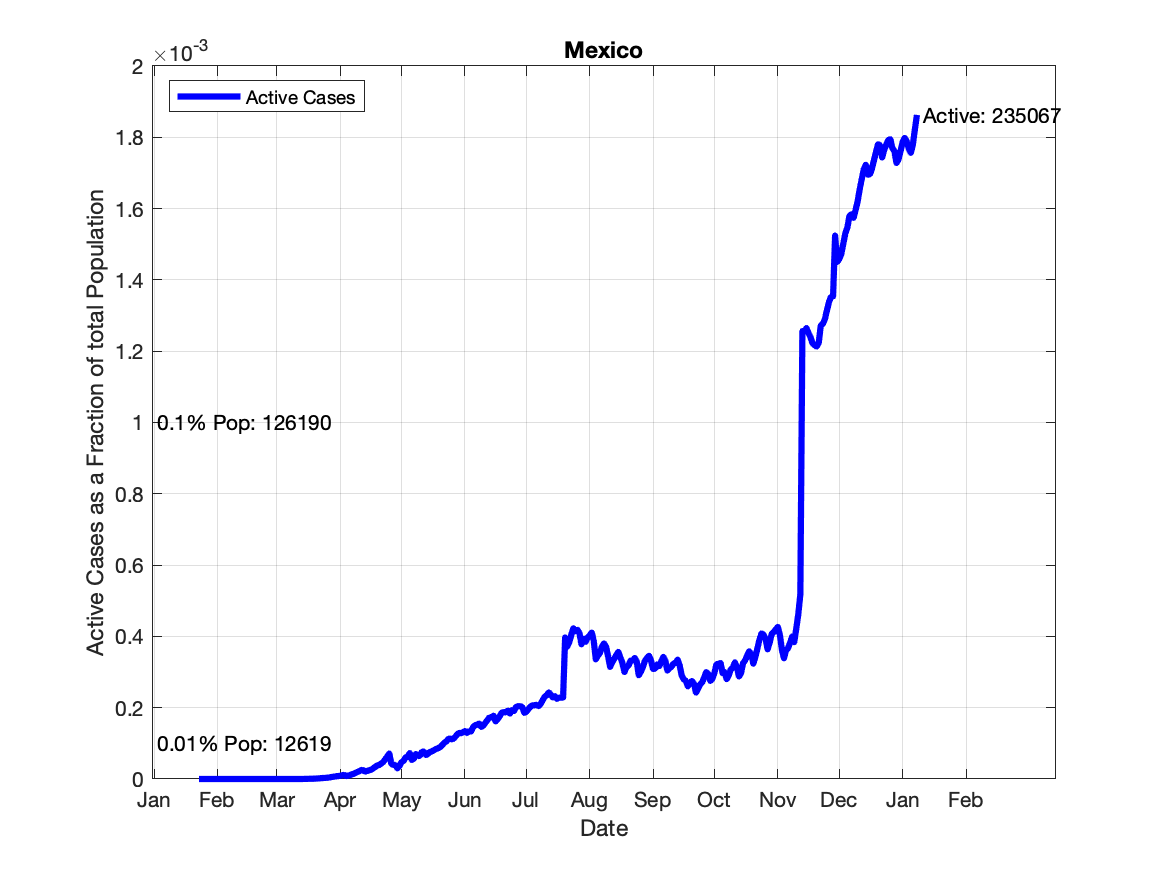 Mexico
×10-3
Active Cases
Active: 235067
0.1% Pop: 126190
0.01% Pop: 12619
2
1.8
1.6
1.4
1.2
1
0.8
0.6
0.4
0.2
0
Active Cases as a Fraction of total Population
Jan Feb Mar Apr May Jun Jul Aug Sep Oct Nov Dec Jan Feb
Date